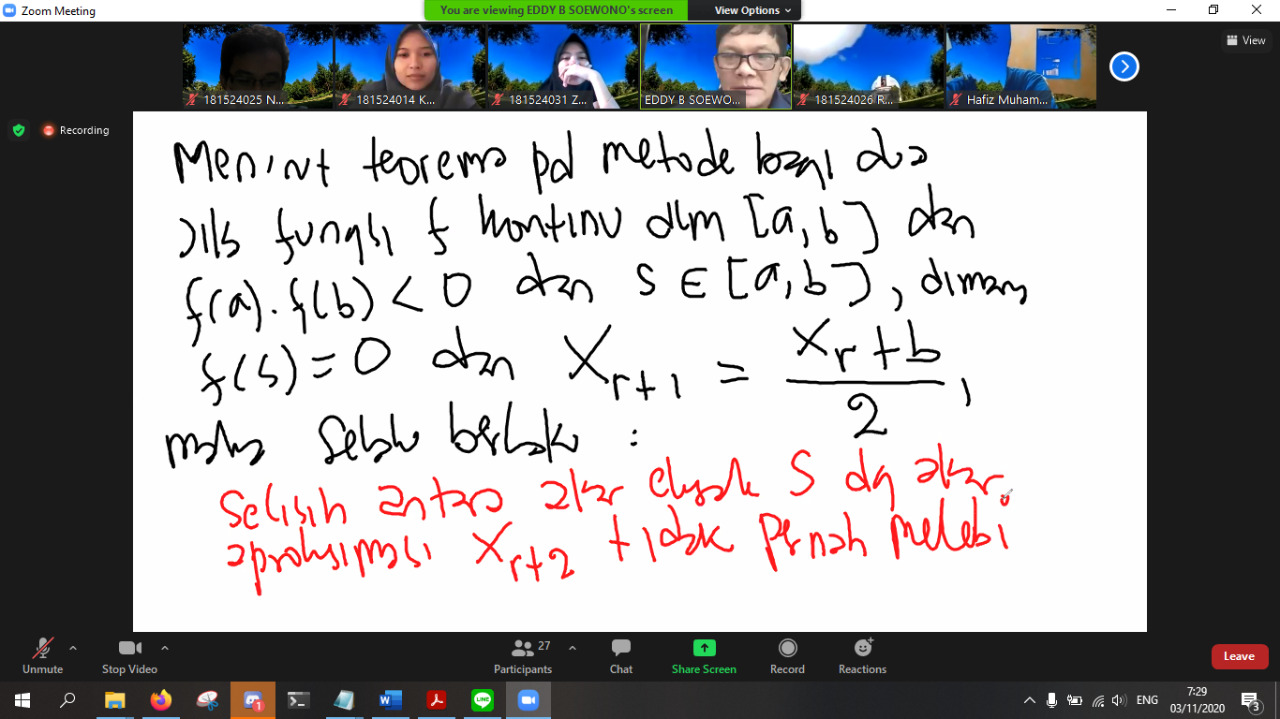 Zoom Meeting
You are viewing EDDY B SOEWONO's screen
View Options
View
Recording
181524025 N...
181524014 K...
181524031 Z...
EDDY B SOEWO...
181524026 R...
Hafiz Muham...
Menurut teorema pd metode bagi dua
jika fungsi f kontinu dlm [a,b] dan
f(a).f(b) < 0 dan S ∈ [a,b], dimana
f(s) = 0 dan X_{r+1} = (X_r + b)/2,
maka selalu berlaku :
Selisih antara akar eksak S dg akar
aproksimasi X_{r+2} tidak pernah melebi
Unmute
Stop Video
27
Participants
Chat
Share Screen
Record
Reactions
Leave
1
ENG
7:29
03/11/2020
3